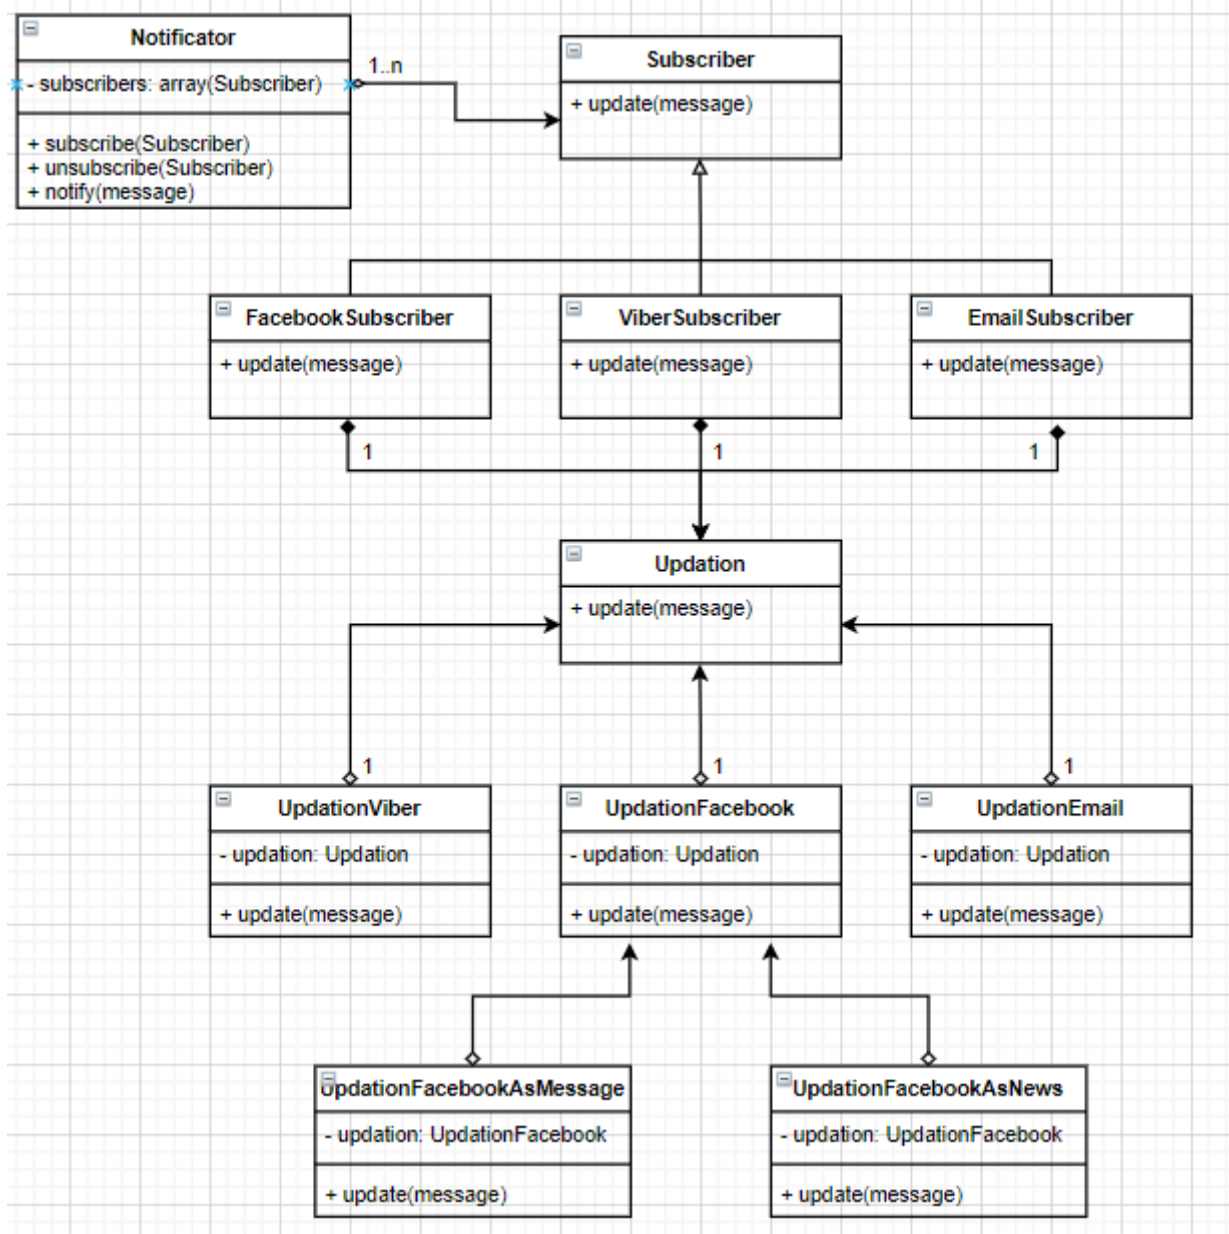 Notificator
- subscribers: array(Subscriber)
+ subscribe(Subscriber)
+ unsubscribe(Subscriber)
+ notify(message)
1..n
Subscriber
+ update(message)
FacebookSubscriber
+ update(message)
ViberSubscriber
+ update(message)
EmailSubscriber
+ update(message)
1
1
1
Updation
+ update(message)
1
1
1
UpdationViber
- updation: Updation
+ update(message)
UpdationFacebook
- updation: Updation
+ update(message)
UpdationEmail
- updation: Updation
+ update(message)
UpdationFacebookAsMessage
- updation: UpdationFacebook
+ update(message)
UpdationFacebookAsNews
- updation: UpdationFacebook
+ update(message)